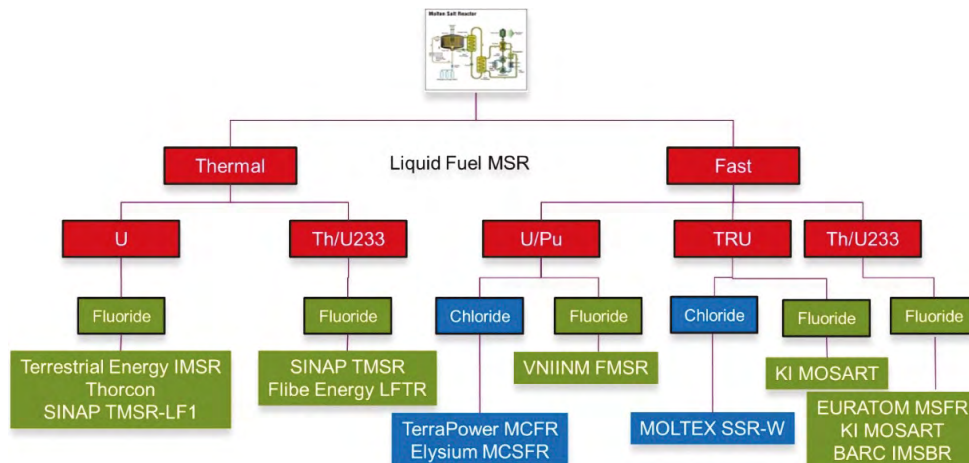 Molten Salt Reactor
Thermal
Liquid Fuel MSR
Fast
U
Th/U233
U/Pu
TRU
Th/U233
Fluoride
Fluoride
Chloride
Fluoride
Chloride
Fluoride
Fluoride
Terrestrial Energy IMSR
Thorcon
SINAP TMSR-LF1
SINAP TMSR
Flibe Energy LFTR
VNIINM FMSR
KI MOSART
TerraPower MCFR
Elysium MCSFR
MOLTEX SSR-W
EURATOM MSFR
KI MOSART
BARC IMSBR